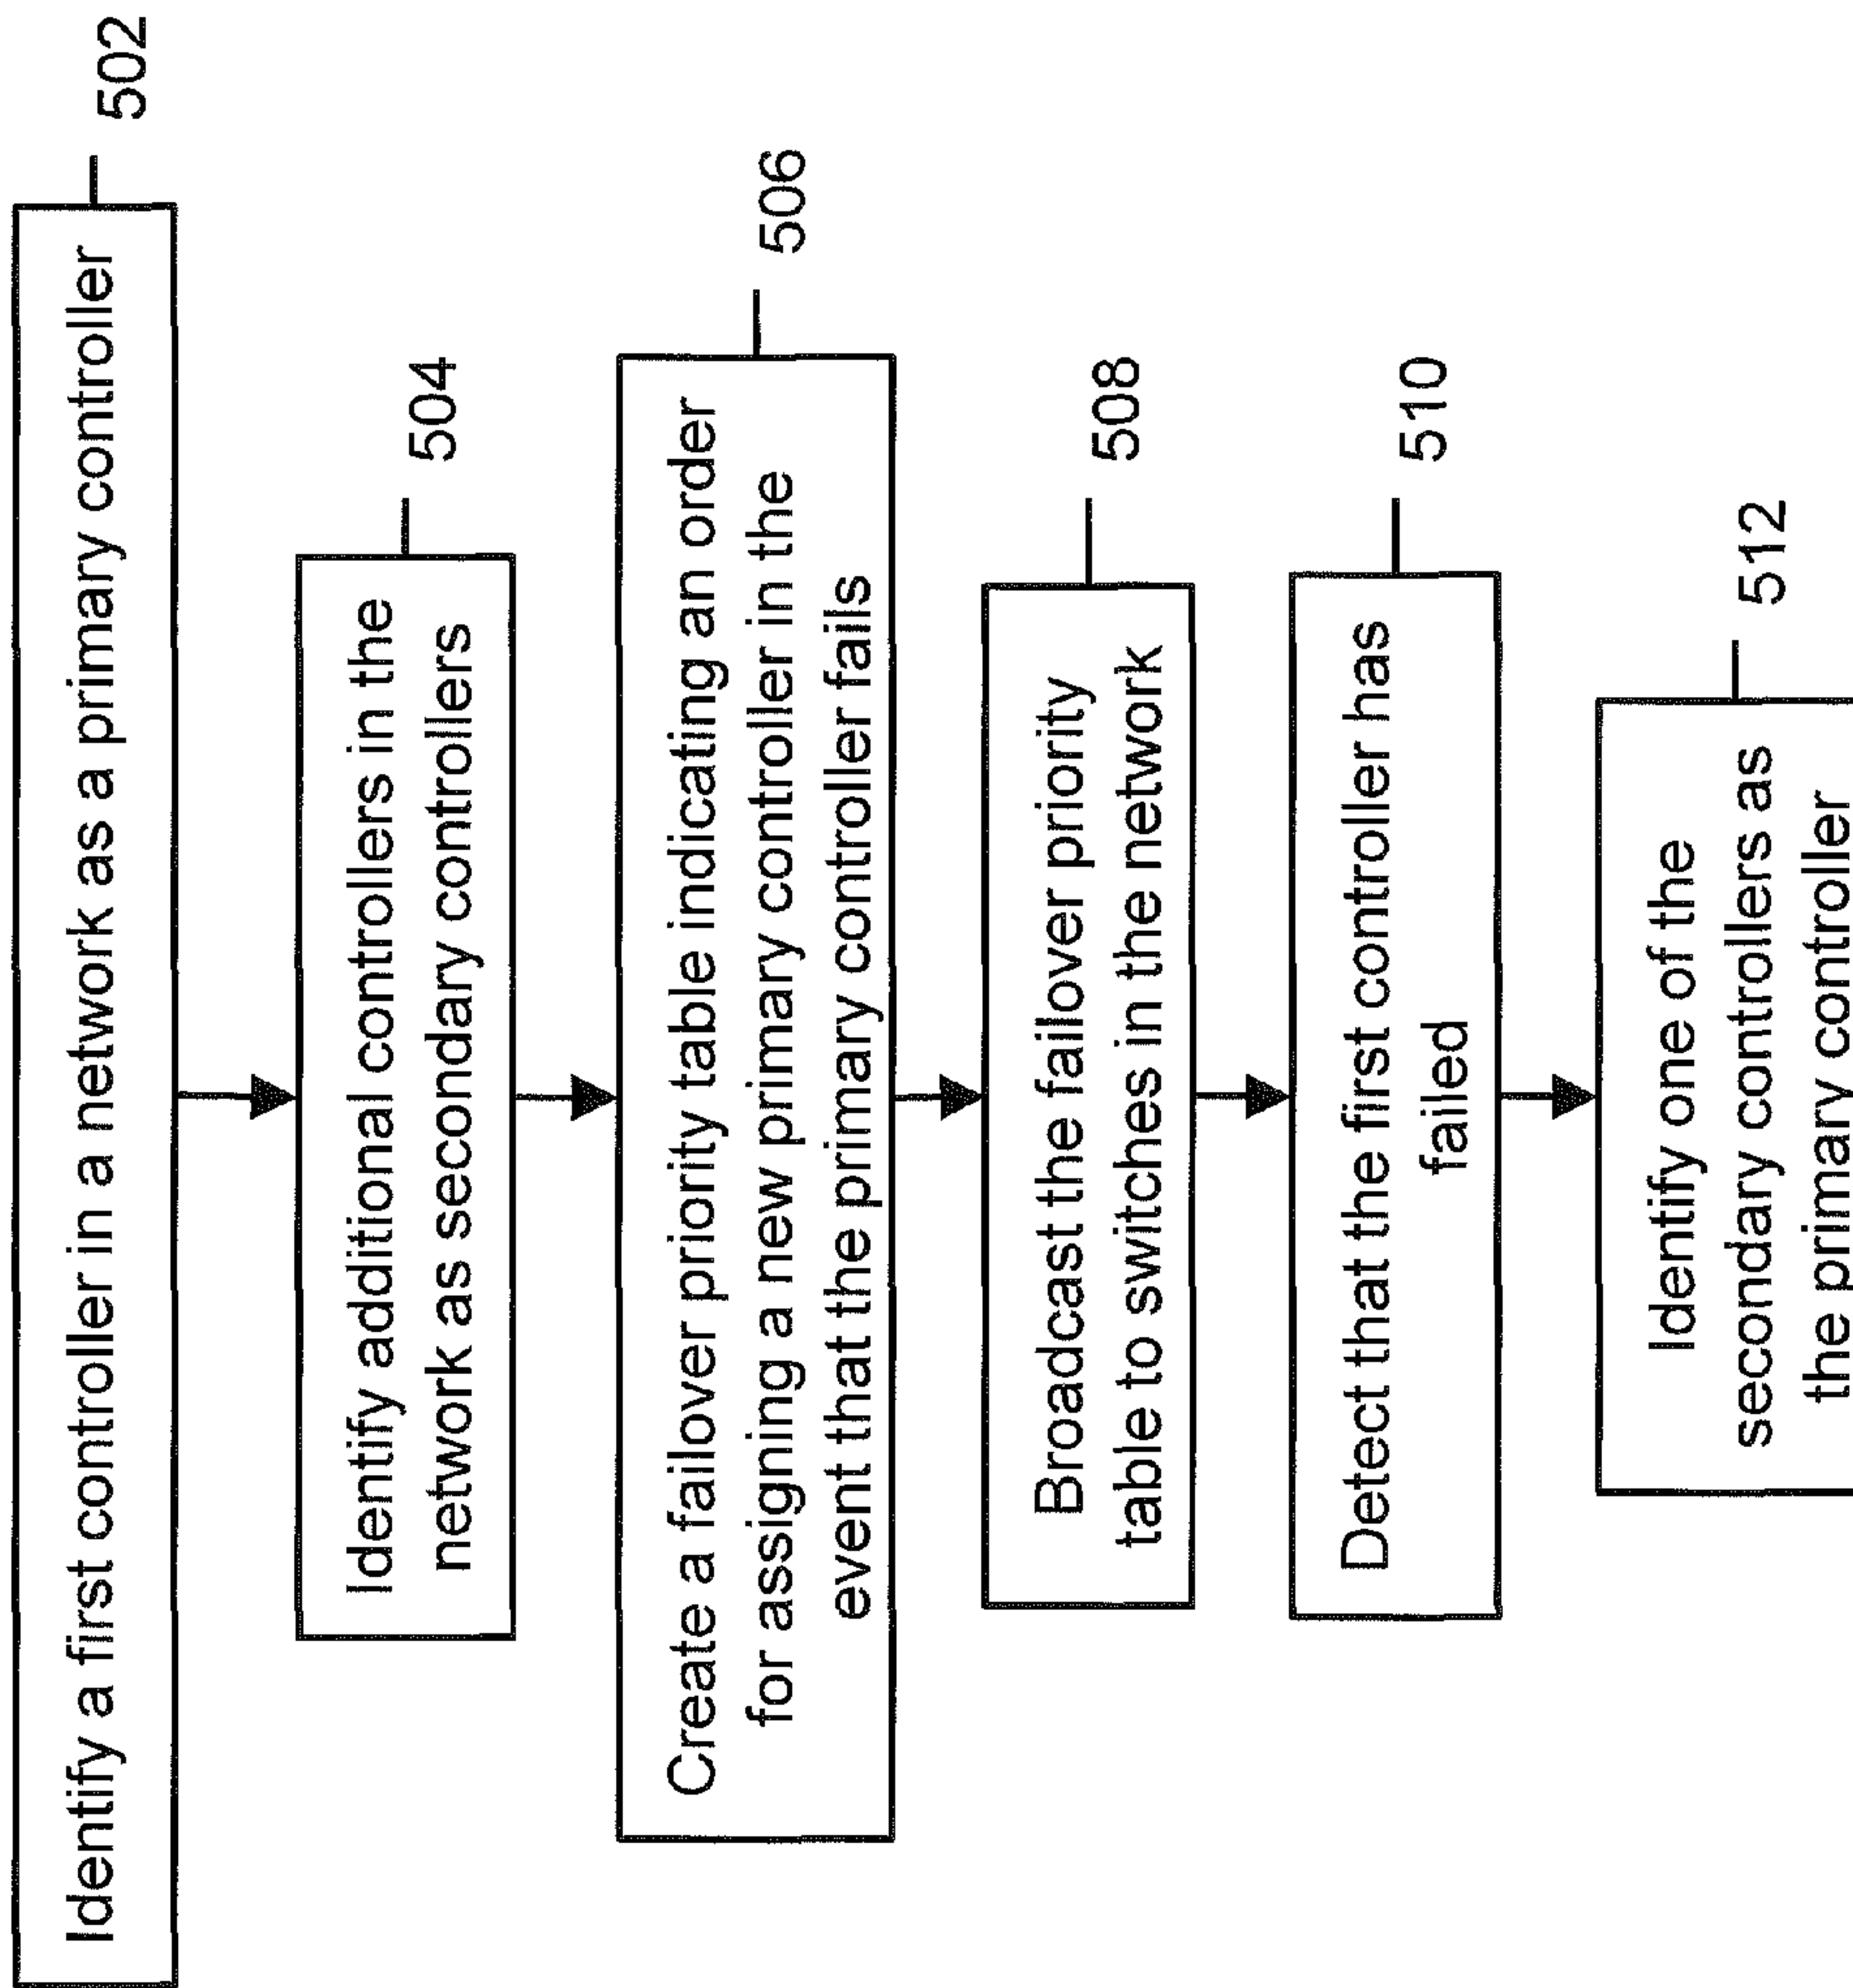 Identify a first controller in a network as a primary controller
502
Identify additional controllers in the
network as secondary controllers
504
Create a failover priority table indicating an order
for assigning a new primary controller in the
event that the primary controller fails
506
Broadcast the failover priority
table to switches in the network
508
Detect that the first controller has
failed
510
Identify one of the
secondary controllers as
the primary controller
512